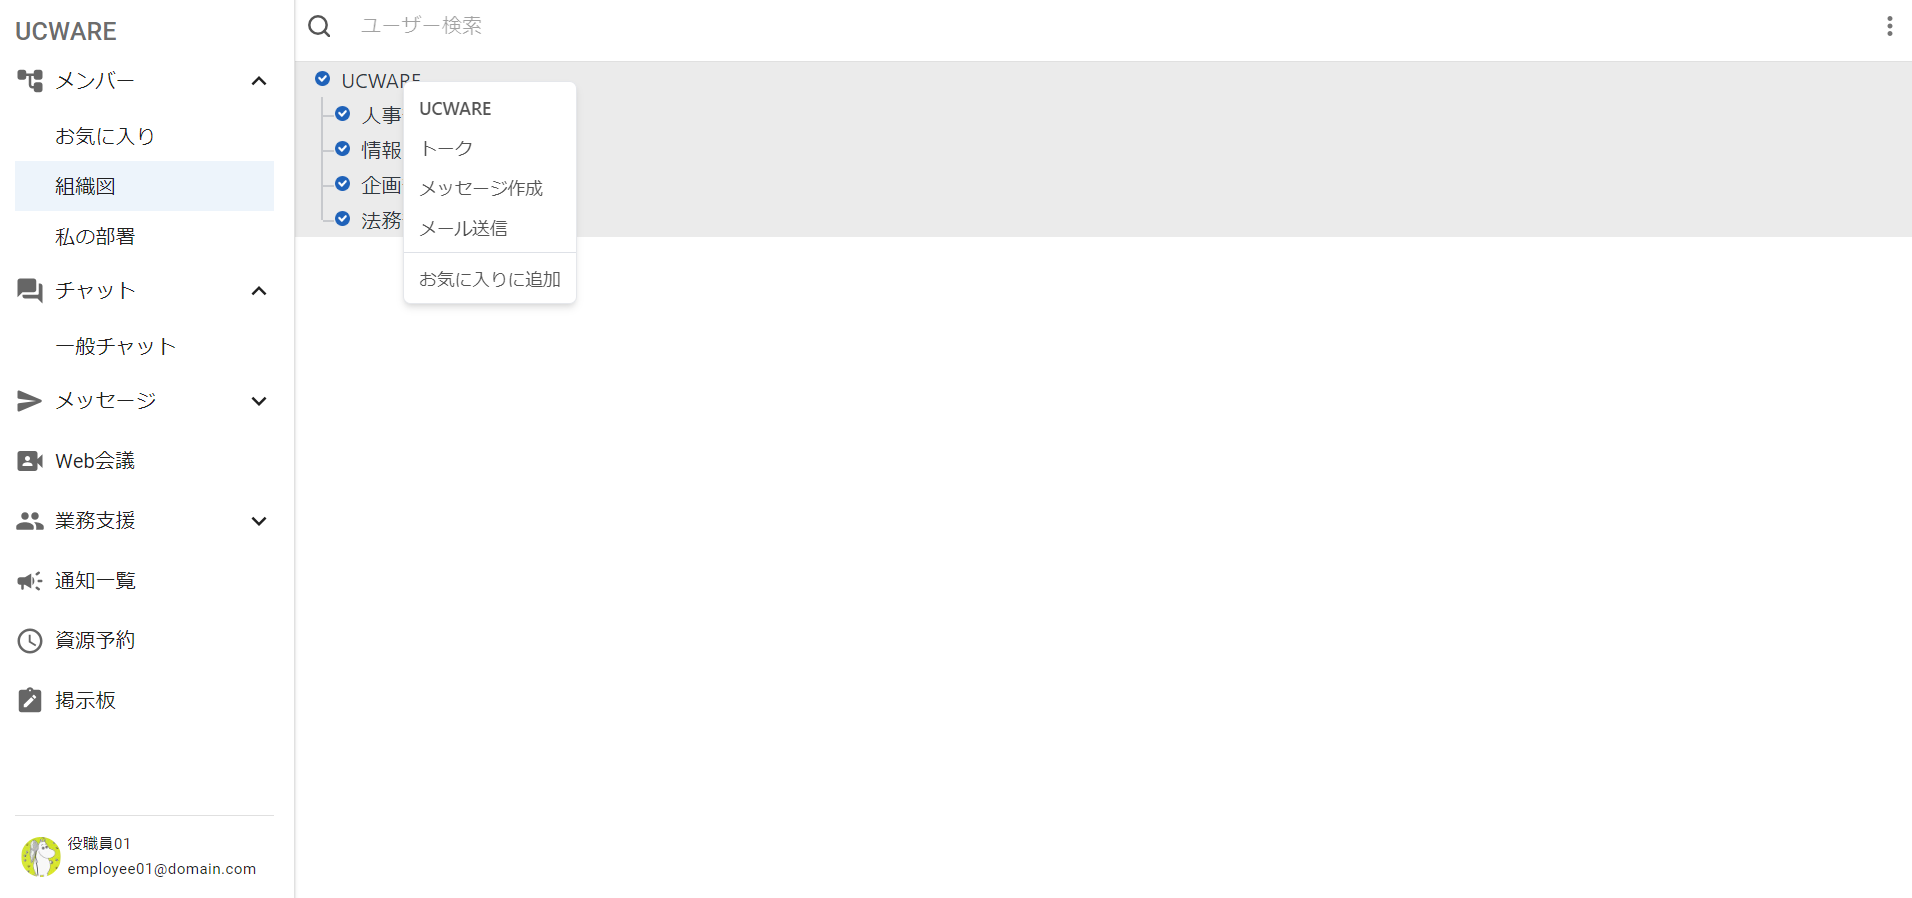 UCWARE
メンバー
お気に入り
組織図
私の部署
チャット
一般チャット
メッセージ
Web会議
業務支援
通知一覧
資源予約
掲示板
役職員01
employee01@domain.com
ユーザー検索
UCWARE
人事
情報
企画
法務
UCWARE
トーク
メッセージ作成
メール送信
お気に入りに追加